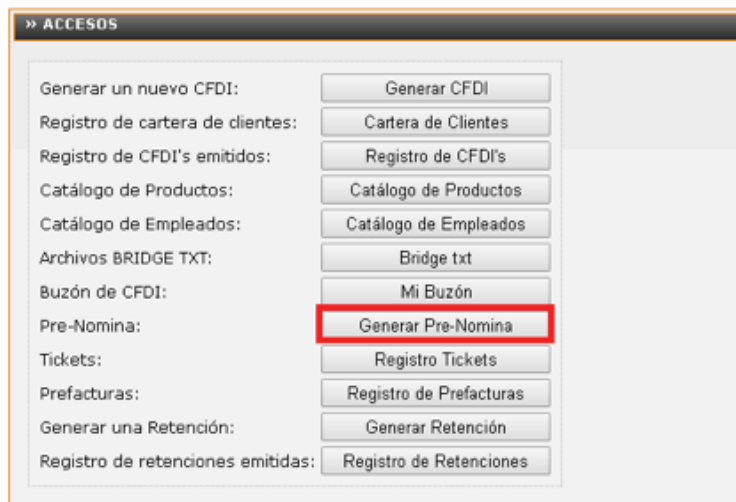 » ACCESOS
Generar un nuevo CFDI: Generar CFDI
Registro de cartera de clientes: Cartera de Clientes
Registro de CFDI's emitidos: Registro de CFDI's
Catálogo de Productos: Catálogo de Productos
Catálogo de Empleados: Catálogo de Empleados
Archivos BRIDGE TXT: Bridge txt
Buzón de CFDI: Mi Buzón
Pre-Nomina: Generar Pre-Nomina
Tickets: Registro Tickets
Prefacturas: Registro de Prefacturas
Generar una Retención: Generar Retención
Registro de retenciones emitidas: Registro de Retenciones